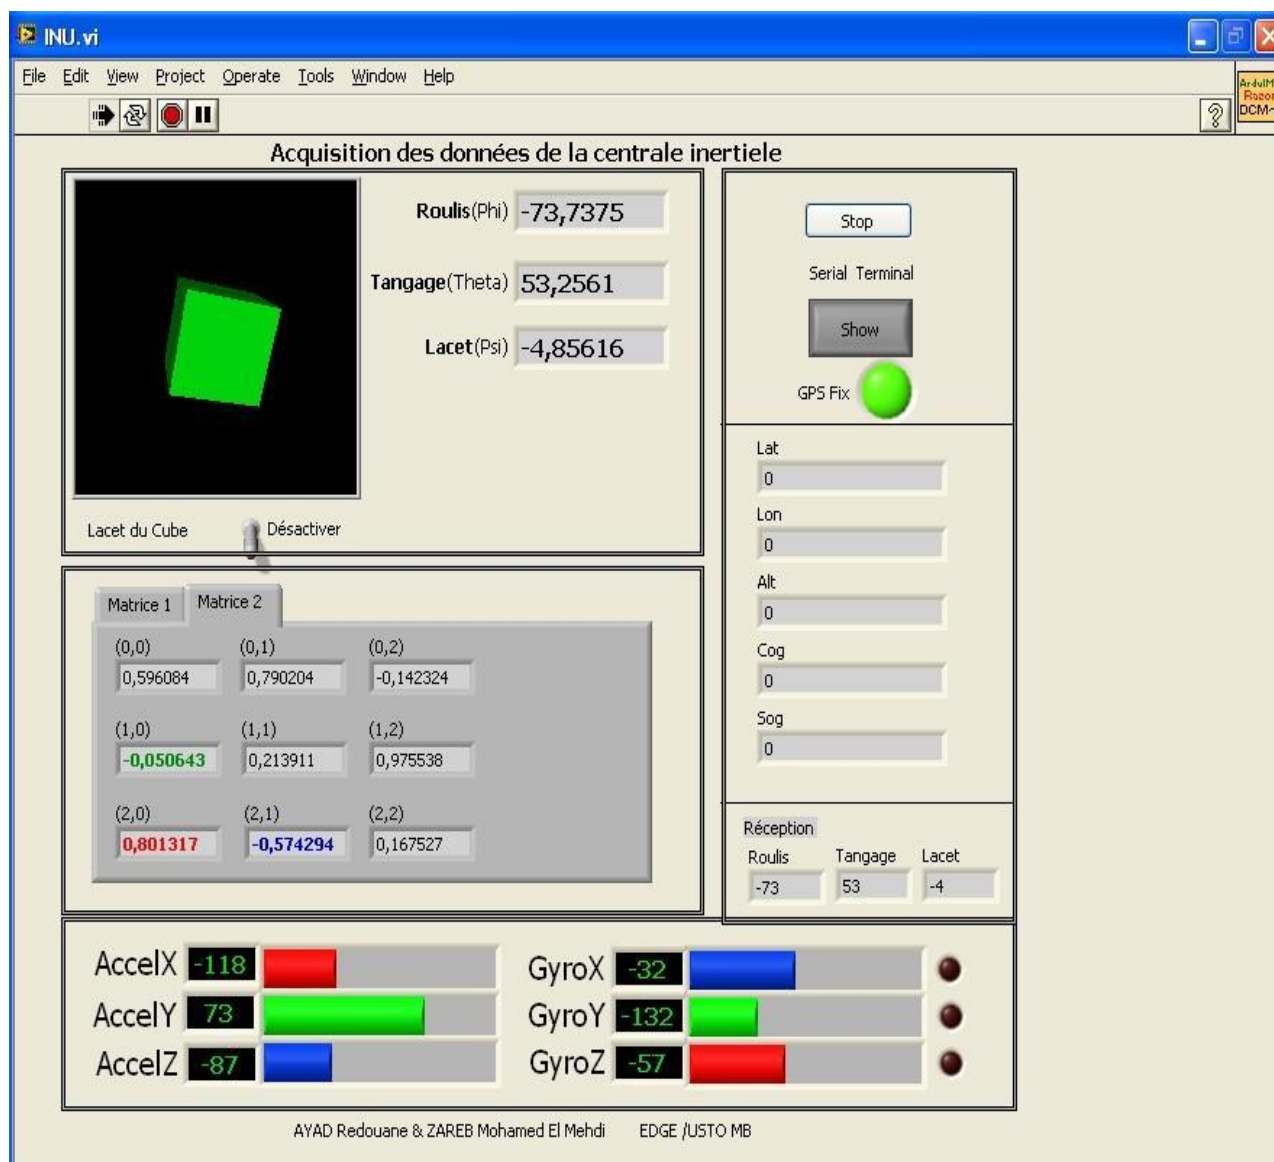 INU.vi
File Edit View Project Operate Tools Window Help
Acquisition des données de la centrale inertiele
Roulis(Phi) -73,7375
Tangage(Theta) 53,2561
Lacet(Psi) -4,85616
Lacet du Cube Désactiver
Stop
Serial Terminal
Show
GPS Fix
Lat
0
Lon
0
Alt
0
Cog
0
Sog
0
Matrice 1 Matrice 2
(0,0) (0,1) (0,2)
0,596084 0,790204 -0,142324
(1,0) (1,1) (1,2)
-0,050643 0,213911 0,975538
(2,0) (2,1) (2,2)
0,801317 -0,574294 0,167527
Réception
Roulis Tangage Lacet
-73 53 -4
AccelX -118 GyroX -32
AccelY 73 GyroY -132
AccelZ -87 GyroZ -57
AYAD Redouane & ZAREB Mohamed El Mehdi EDGE /USTO MB